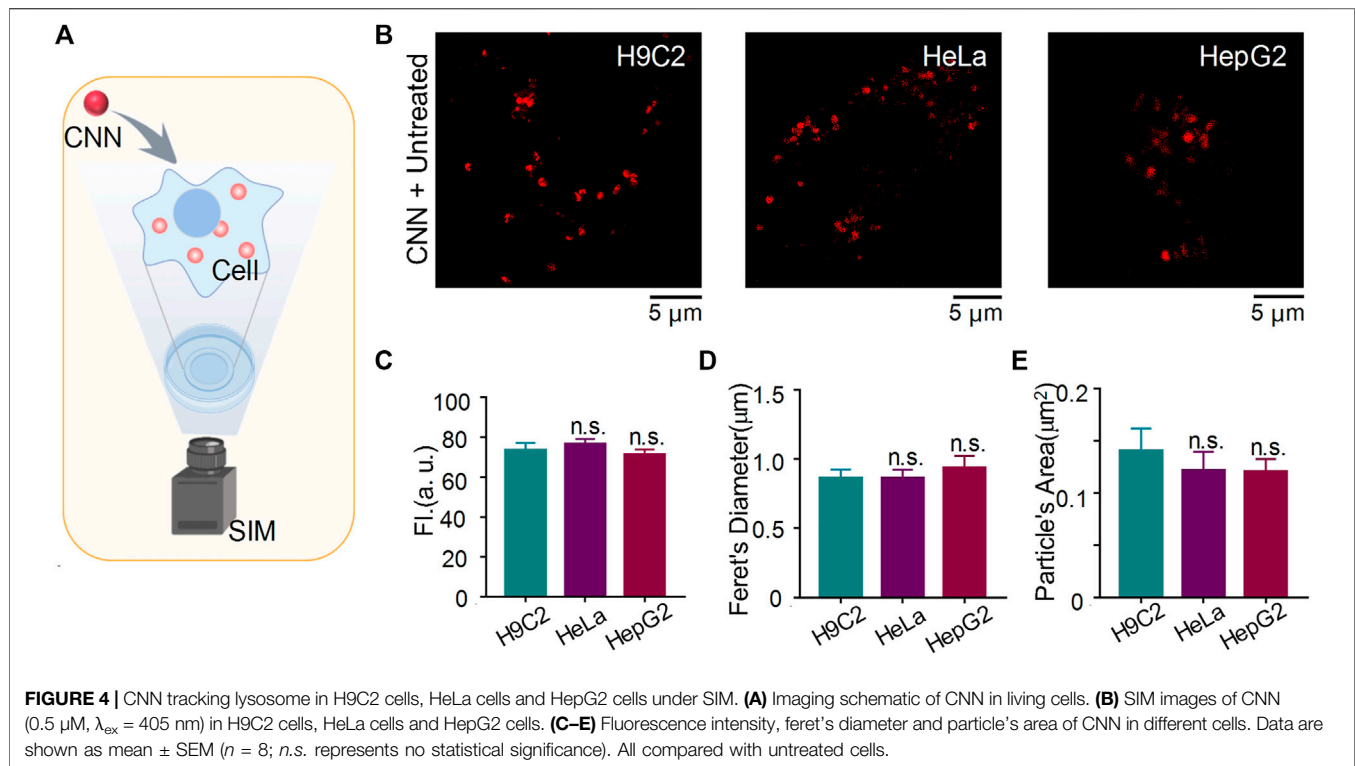 A
CNN
Cell
SIM
B
CNN + Untreated
H9C2
HeLa
HepG2
5 µm
5 µm
5 µm
C
Fl.(a. u.)
100
80
60
40
20
0
n.s.
n.s.
H9C2
HeLa
HepG2
D
Feret's Diameter(µm)
1.5
1.0
0.5
0
n.s.
n.s.
H9C2
HeLa
HepG2
E
Particle's Area(µm²)
0.2
0.1
0
n.s.
n.s.
H9C2
HeLa
HepG2
FIGURE 4 | CNN tracking lysosome in H9C2 cells, HeLa cells and HepG2 cells under SIM. (A) Imaging schematic of CNN in living cells. (B) SIM images of CNN
(0.5 µM, λex = 405 nm) in H9C2 cells, HeLa cells and HepG2 cells. (C–E) Fluorescence intensity, feret's diameter and particle's area of CNN in different cells. Data are
shown as mean ± SEM (n = 8; n.s. represents no statistical significance). All compared with untreated cells.